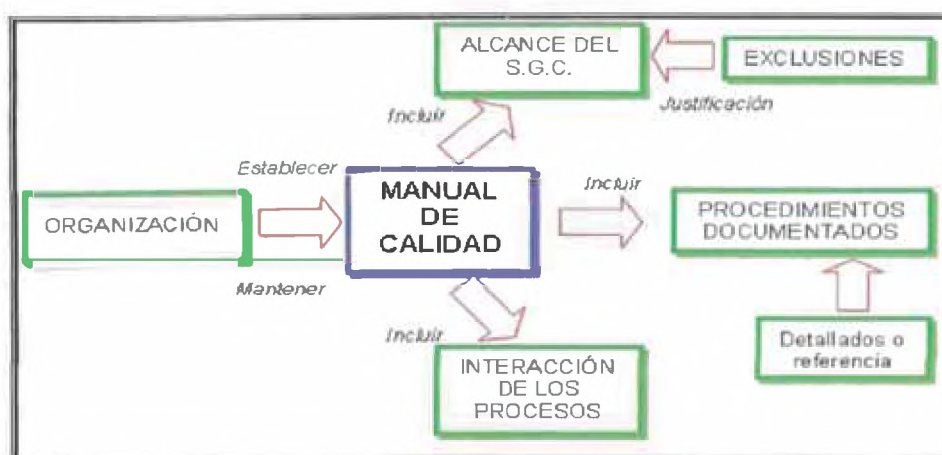 ALCANCE DEL
S.G.C.
EXCLUSIONES
Justificación
Incluir
Establecer
ORGANIZACIÓN
Mantener
MANUAL
DE
CALIDAD
Incluir
PROCEDIMIENTOS
DOCUMENTADOS
Detallados o
referencia
Incluir
INTERACCIÓN
DE LOS
PROCESOS